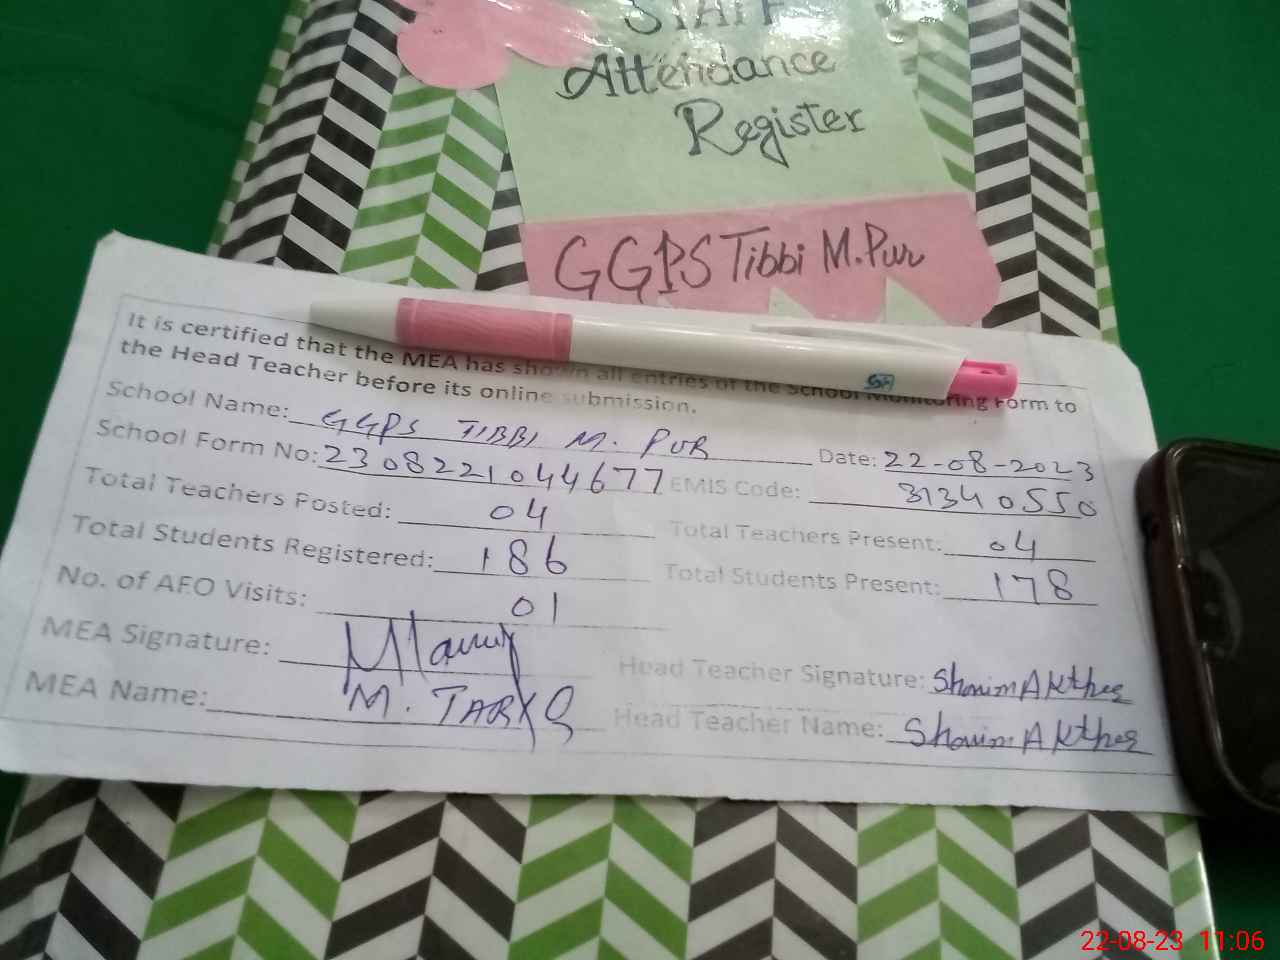 STAFF
Attendance
Register
GGPS Tibbi M.Pur
It is certified that the MEA has shown all entries of the School Monitoring Form to
the Head Teacher before its online submission.
School Name: GGPS TIBBI M. PUR
Date: 22-08-2023
School Form No: 2308221044677
EMIS Code: 31340550
Total Teachers Posted: 04
Total Teachers Present: 04
Total Students Registered: 186
Total Students Present: 178
No. of AEO Visits: 01
MEA Signature:
Head Teacher Signature: Shamim Akther
MEA Name: M. TARIQ
Head Teacher Name: Shamim Akther
22-08-23 11:06